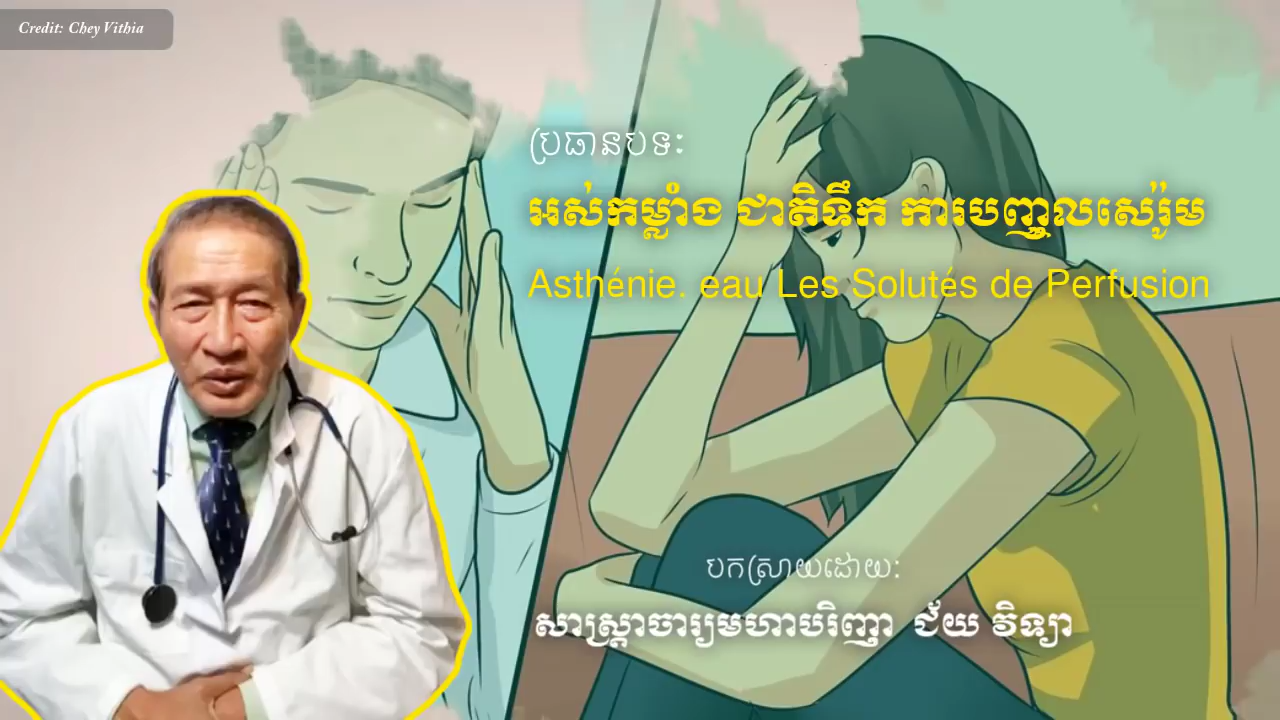 Credit: Chey Vithia
ប្រធានបទៈ
អស់កម្លាំង ជាតិទឹក ការបញ្ចូលសេរ៉ូម
Asthénie. eau Les Solutés de Perfusion
បកស្រាយដោយៈ
សាស្ត្រាចារ្យមហាបរិញ្ញា ជ័យ វិទ្យា